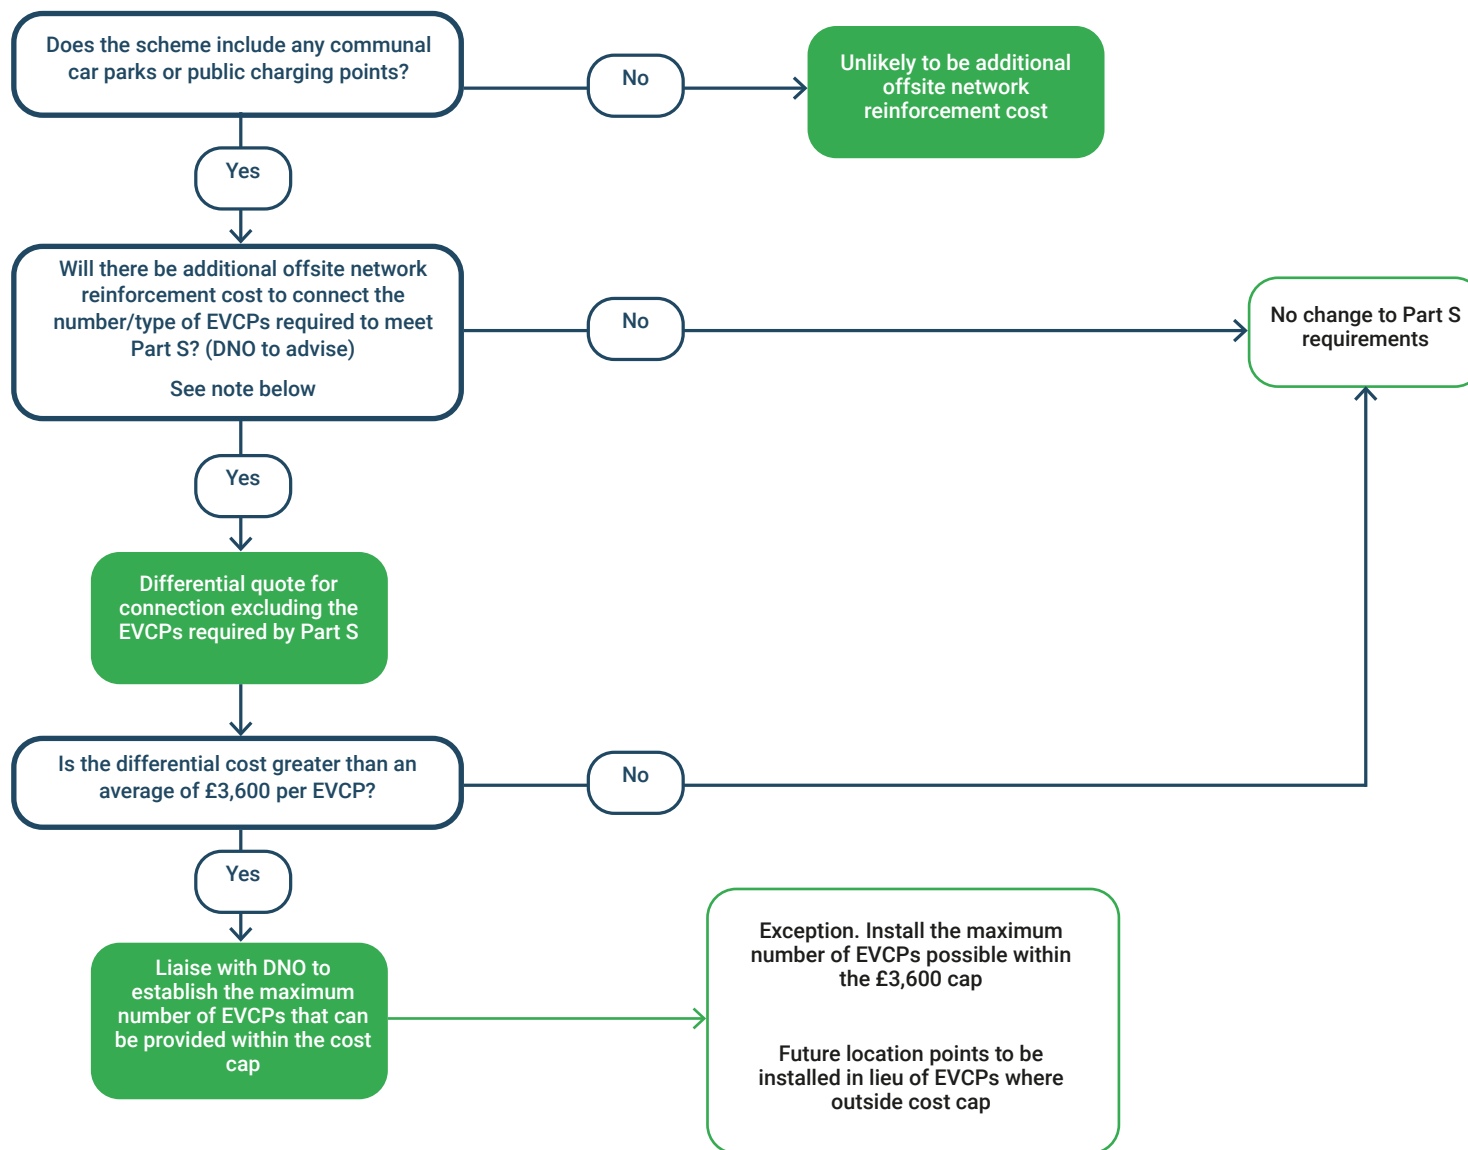 Does the scheme include any communal
car parks or public charging points?
No
Unlikely to be additional
offsite network
reinforcement cost
Yes
Will there be additional offsite network
reinforcement cost to connect the
number/type of EVCPs required to meet
Part S? (DNO to advise)
See note below
No
No change to Part S
requirements
Yes
Differential quote for
connection excluding the
EVCPs required by Part S
Is the differential cost greater than an
average of £3,600 per EVCP?
No
Yes
Liaise with DNO to
establish the maximum
number of EVCPs that can
be provided within the cost
cap
Exception. Install the maximum
number of EVCPs possible within
the £3,600 cap
Future location points to be
installed in lieu of EVCPs where
outside cost cap